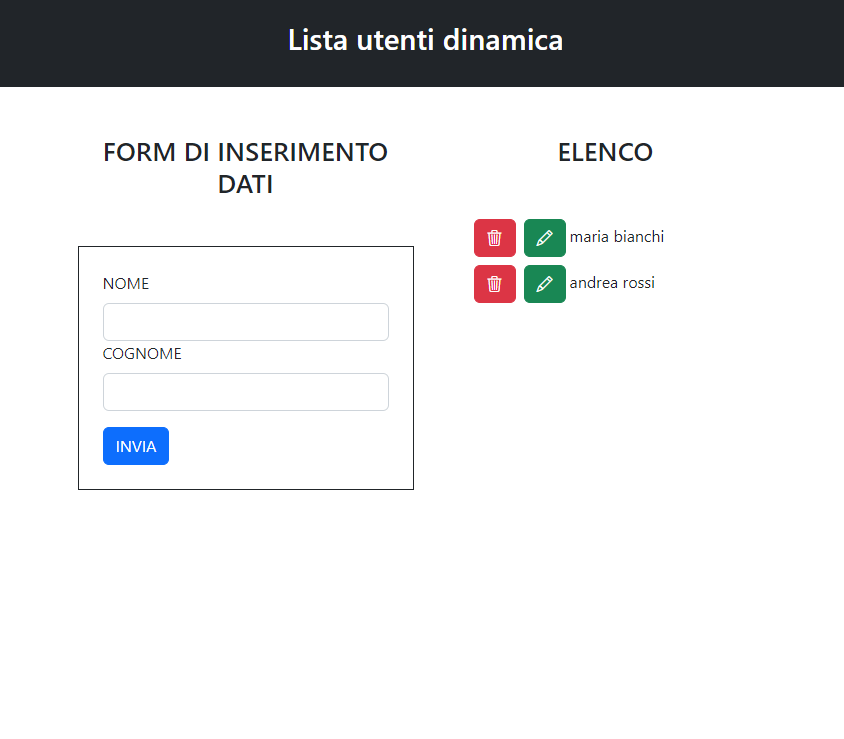 Lista utenti dinamica
FORM DI INSERIMENTO
DATI
NOME
COGNOME
INVIA
ELENCO
maria bianchi
andrea rossi